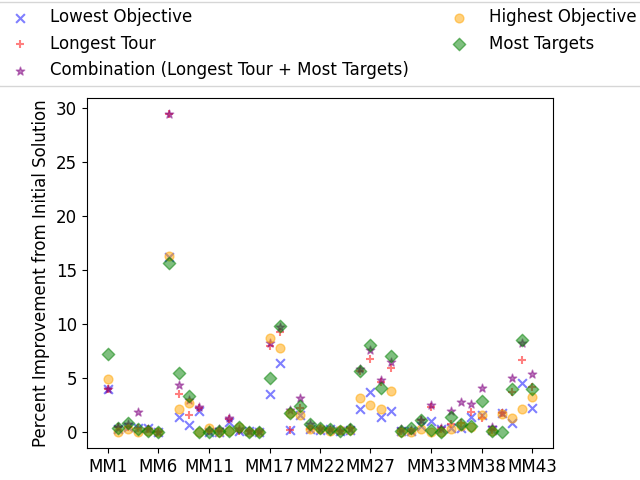 Lowest Objective
Highest Objective
Longest Tour
Most Targets
Combination (Longest Tour + Most Targets)
Percent Improvement from Initial Solution
30
25
20
15
10
5
0
MM1 MM6 MM11 MM17 MM22 MM27 MM33 MM38 MM43